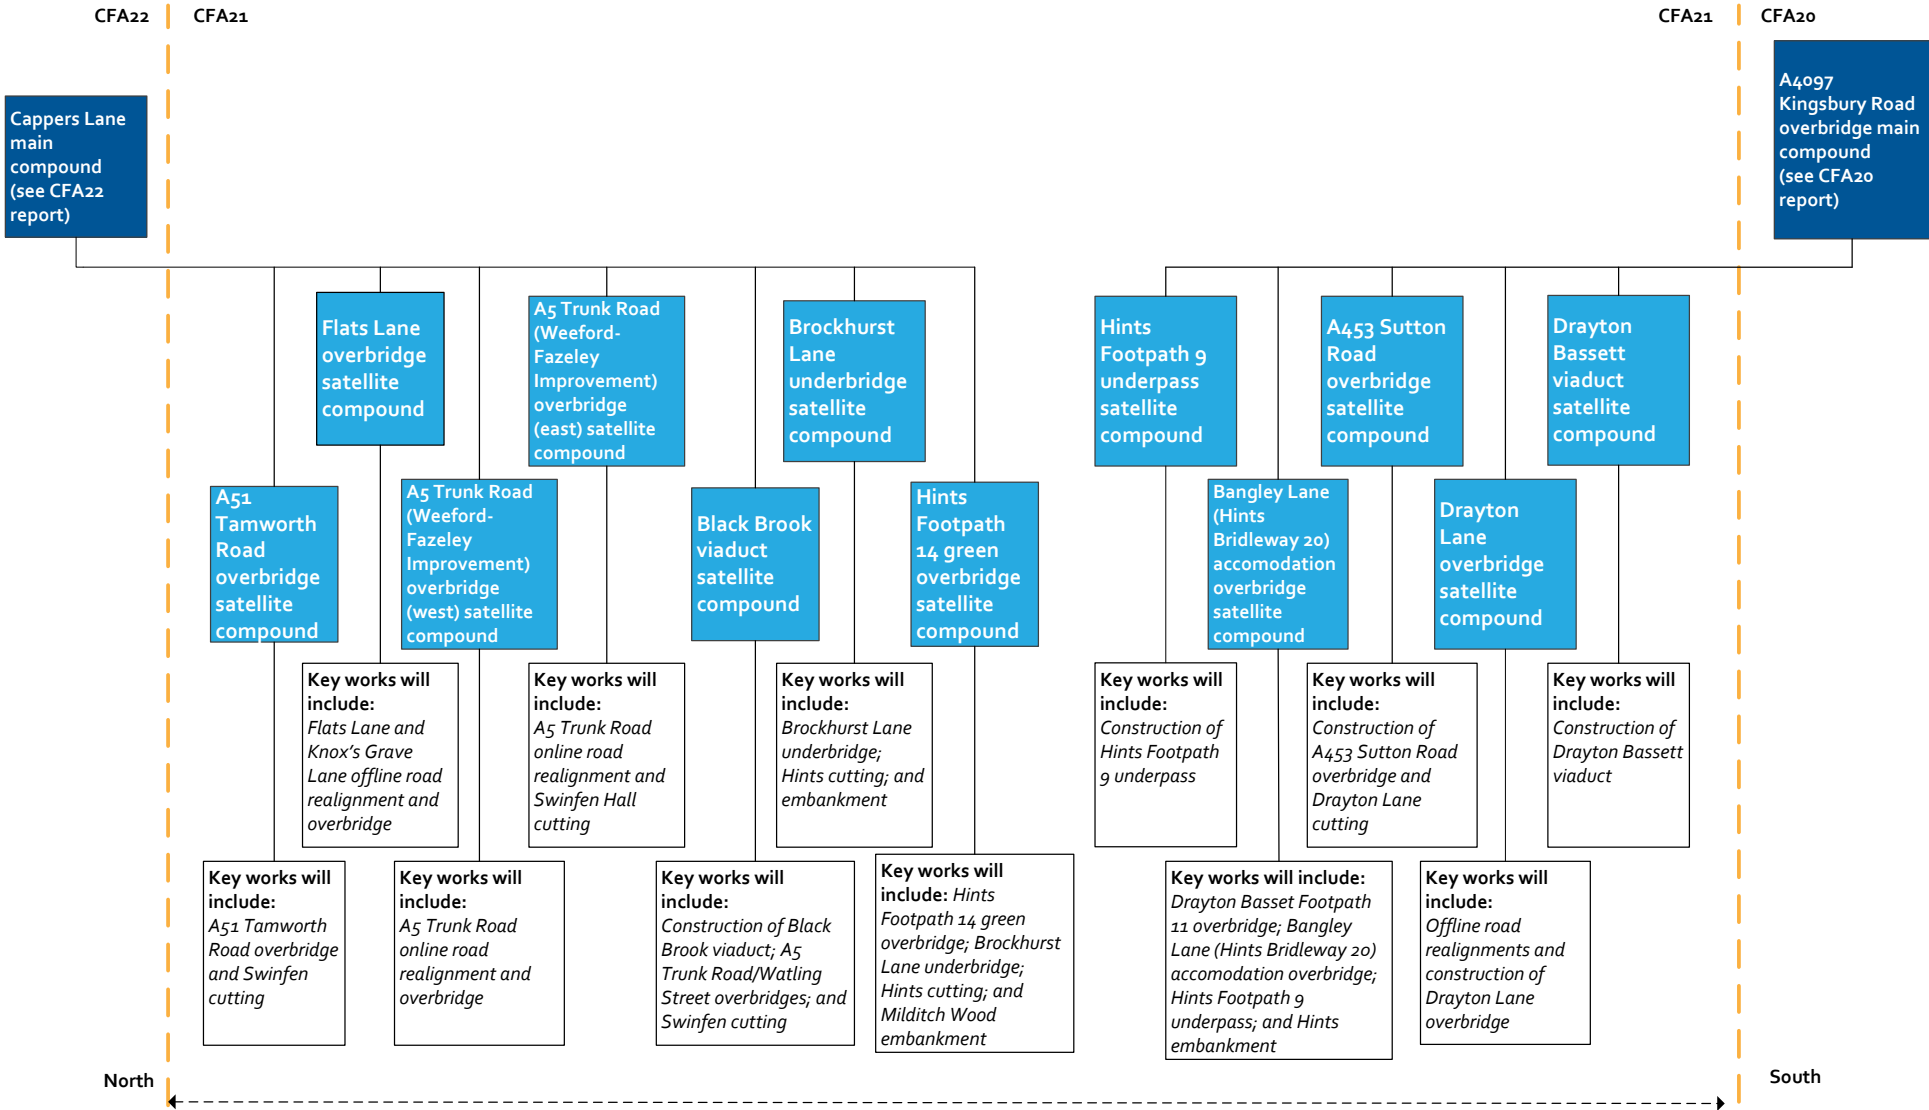 CFA22
CFA21
CFA21
CFA20
Cappers Lane
main
compound
(see CFA22
report)
A4097
Kingsbury Road
overbridge main
compound
(see CFA20
report)
Flats Lane
overbridge
satellite
compound
A5 Trunk Road
(Weeford-
Fazeley
Improvement)
overbridge
(east) satellite
compound
Brockhurst
Lane
underbridge
satellite
compound
Hints
Footpath 9
underpass
satellite
compound
A453 Sutton
Road
overbridge
satellite
compound
Drayton
Bassett
viaduct
satellite
compound
A51
Tamworth
Road
overbridge
satellite
compound
A5 Trunk Road
(Weeford-
Fazeley
Improvement)
overbridge
(west) satellite
compound
Black Brook
viaduct
satellite
compound
Hints
Footpath
14 green
overbridge
satellite
compound
Bangley Lane
(Hints
Bridleway 20)
accomodation
overbridge
satellite
compound
Drayton
Lane
overbridge
satellite
compound
Key works will
include:
Flats Lane and
Knox's Grave
Lane offline road
realignment and
overbridge
Key works will
include:
A5 Trunk Road
online road
realignment and
Swinfen Hall
cutting
Key works will
include:
Brockhurst Lane
underbridge;
Hints cutting; and
embankment
Key works will
include:
Construction of
Hints Footpath
9 underpass
Key works will
include:
Construction of
A453 Sutton Road
overbridge and
Drayton Lane
cutting
Key works will
include:
Construction of
Drayton Bassett
viaduct
Key works will
include:
A51 Tamworth
Road overbridge
and Swinfen
cutting
Key works will
include:
A5 Trunk Road
online road
realignment and
overbridge
Key works will
include:
Construction of Black
Brook viaduct; A5
Trunk Road/Watling
Street overbridges; and
Swinfen cutting
Key works will
include: Hints
Footpath 14 green
overbridge; Brockhurst
Lane underbridge;
Hints cutting; and
Milditch Wood
embankment
Key works will include:
Drayton Basset Footpath
11 overbridge; Bangley
Lane (Hints Bridleway 20)
accomodation overbridge;
Hints Footpath 9
underpass; and Hints
embankment
Key works will
include:
Offline road
realignments and
construction of
Drayton Lane
overbridge
North
South